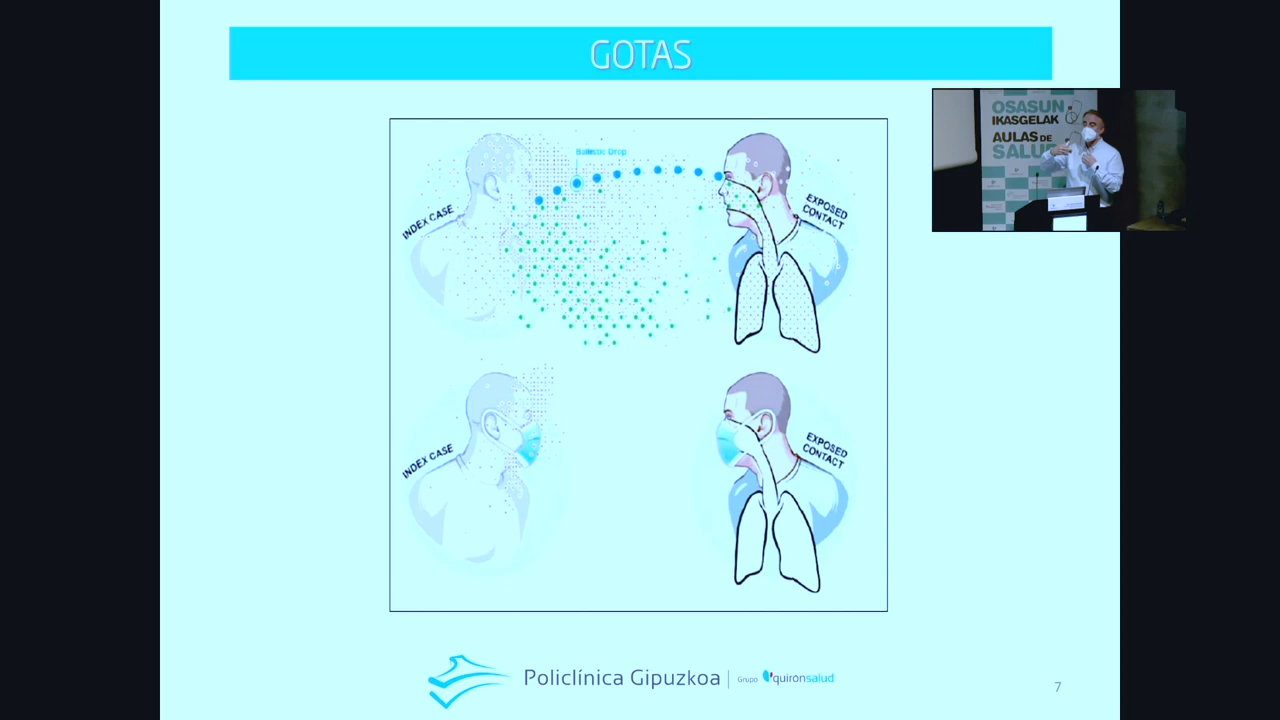 GOTAS
Ballistic Drop
INDEX CASE
EXPOSED
CONTACT
OSASUN
IKASGELAK
AULAS DE
SALUD
INDEX CASE
EXPOSED
CONTACT
Policlínica Gipuzkoa
Grupo quirónsalud
7